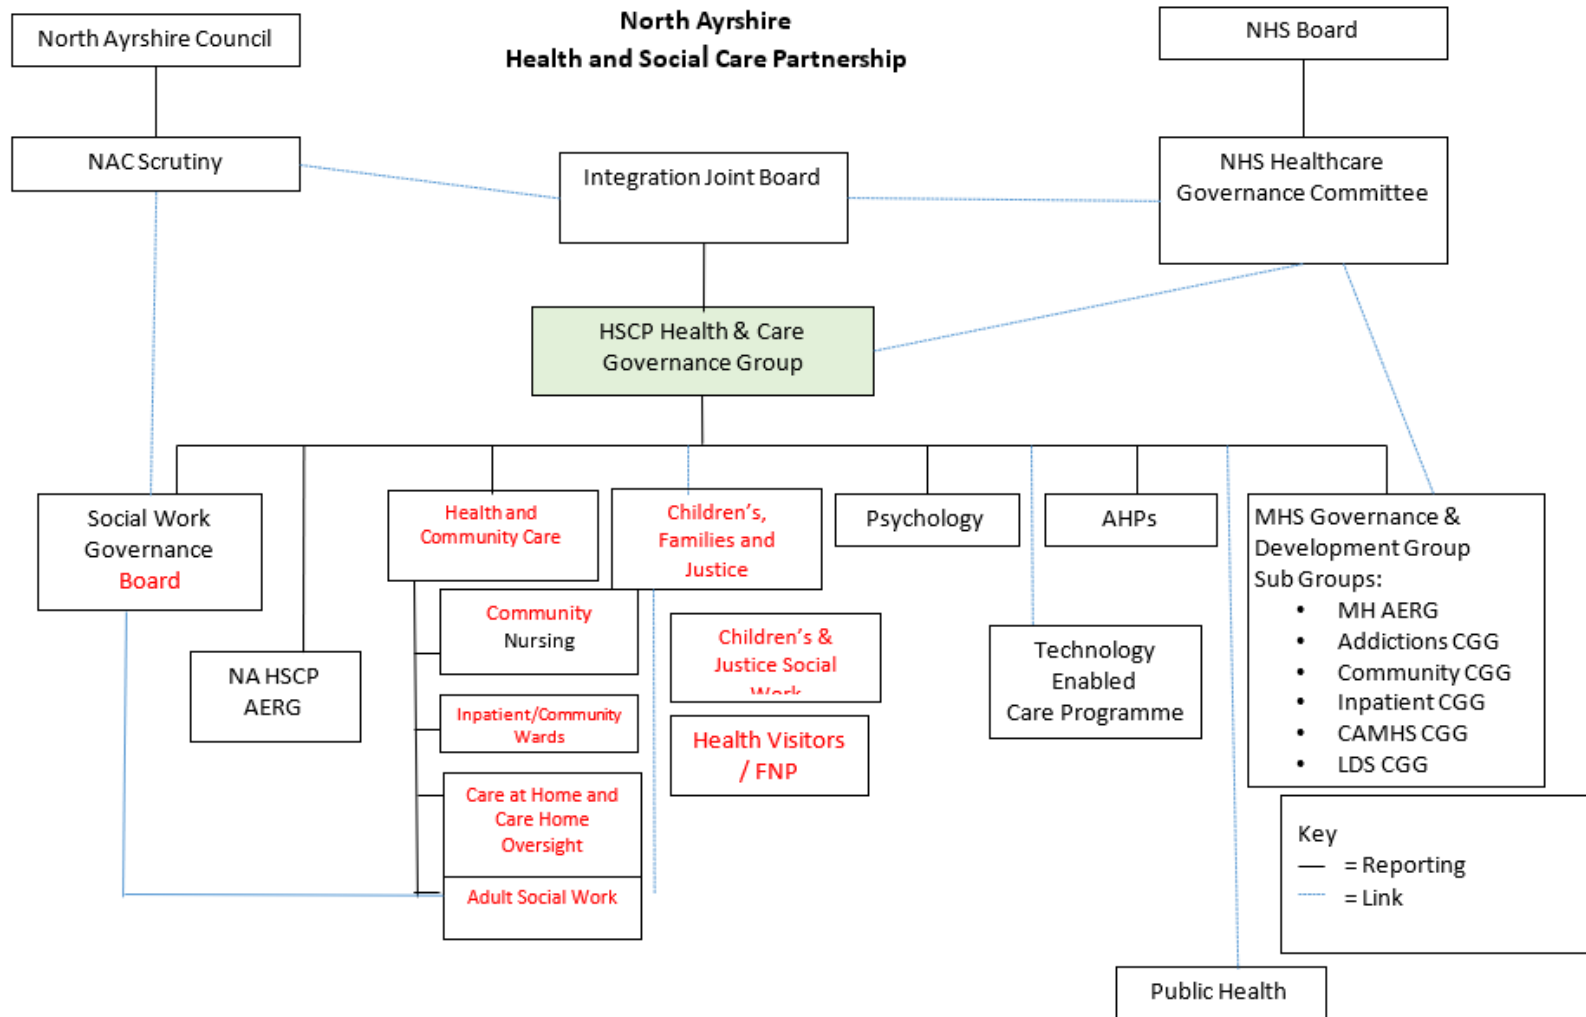 North Ayrshire
Health and Social Care Partnership
North Ayrshire Council
NHS Board
NAC Scrutiny
Integration Joint Board
NHS Healthcare
Governance Committee
HSCP Health & Care
Governance Group
Social Work
Governance
Board
NA HSCP
AERG
Health and
Community Care
Community
Nursing
Inpatient/Community
Wards
Care at Home and
Care Home
Oversight
Adult Social Work
Children's,
Families and
Justice
Children's &
Justice Social
Work
Health Visitors
/ FNP
Psychology
Technology
Enabled
Care Programme
AHPs
Public Health
MHS Governance &
Development Group
Sub Groups:
• MH AERG
• Addictions CGG
• Community CGG
• Inpatient CGG
• CAMHS CGG
• LDS CGG
Key
= Reporting
= Link